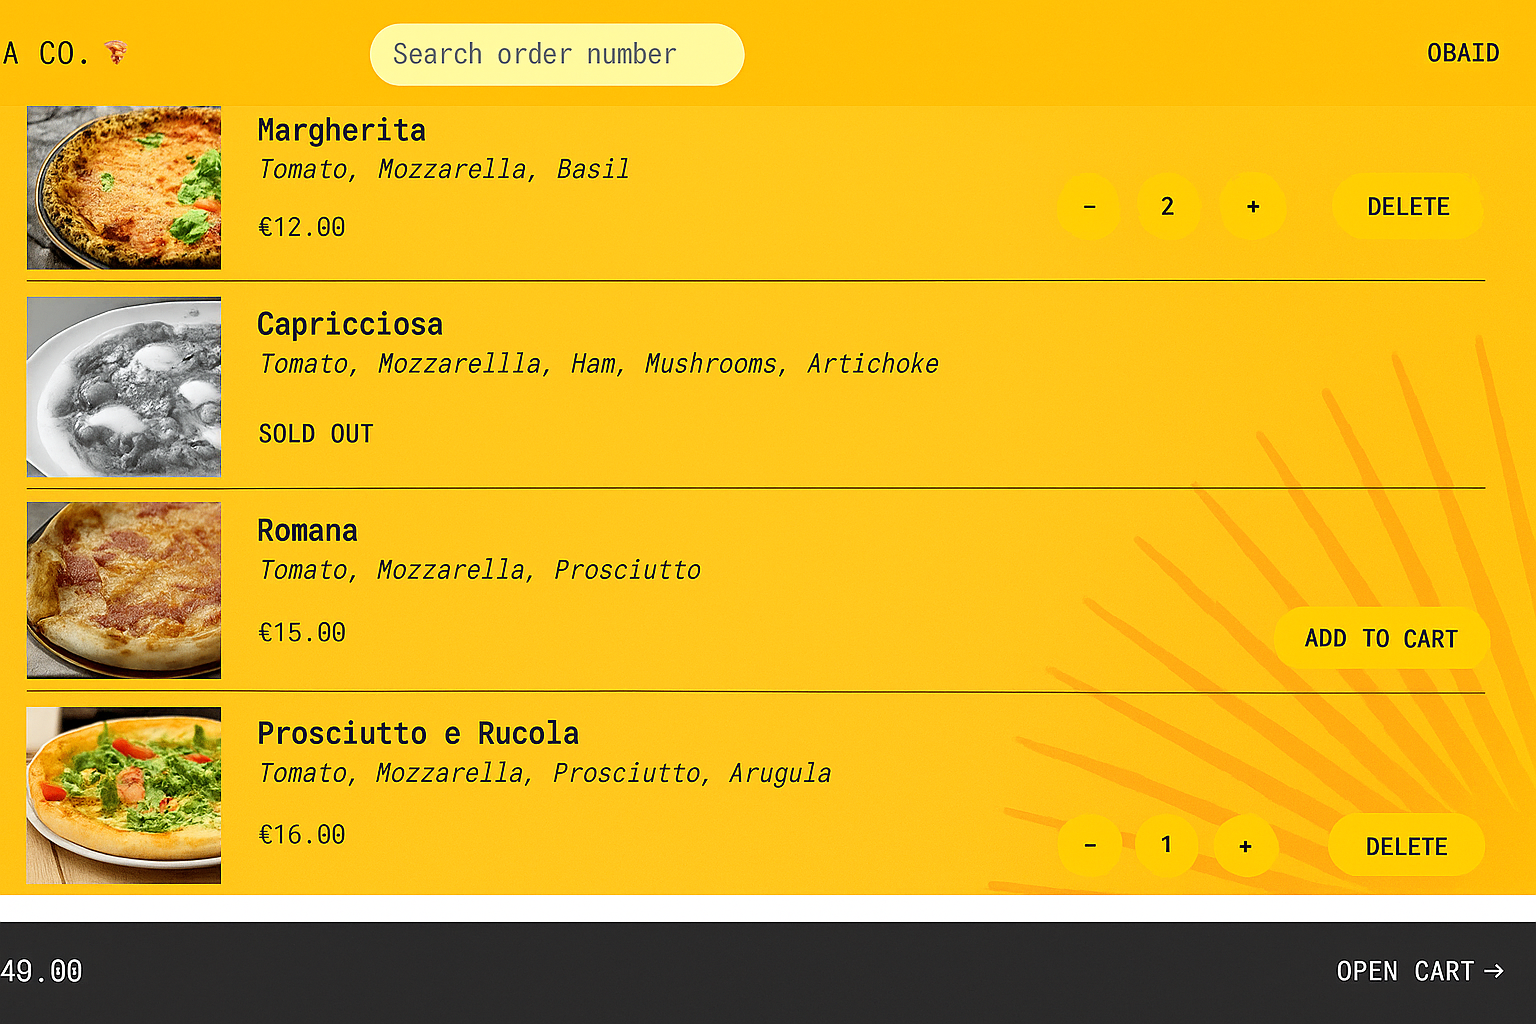 A CO.
Search order number
OBAID
Margherita
Tomato, Mozzarella, Basil
€12.00
− 2 + DELETE
Capricciosa
Tomato, Mozzarellla, Ham, Mushrooms, Artichoke
SOLD OUT
Romana
Tomato, Mozzarella, Prosciutto
€15.00
ADD TO CART
Prosciutto e Rucola
Tomato, Mozzarella, Prosciutto, Arugula
€16.00
− 1 + DELETE
49.00
OPEN CART →